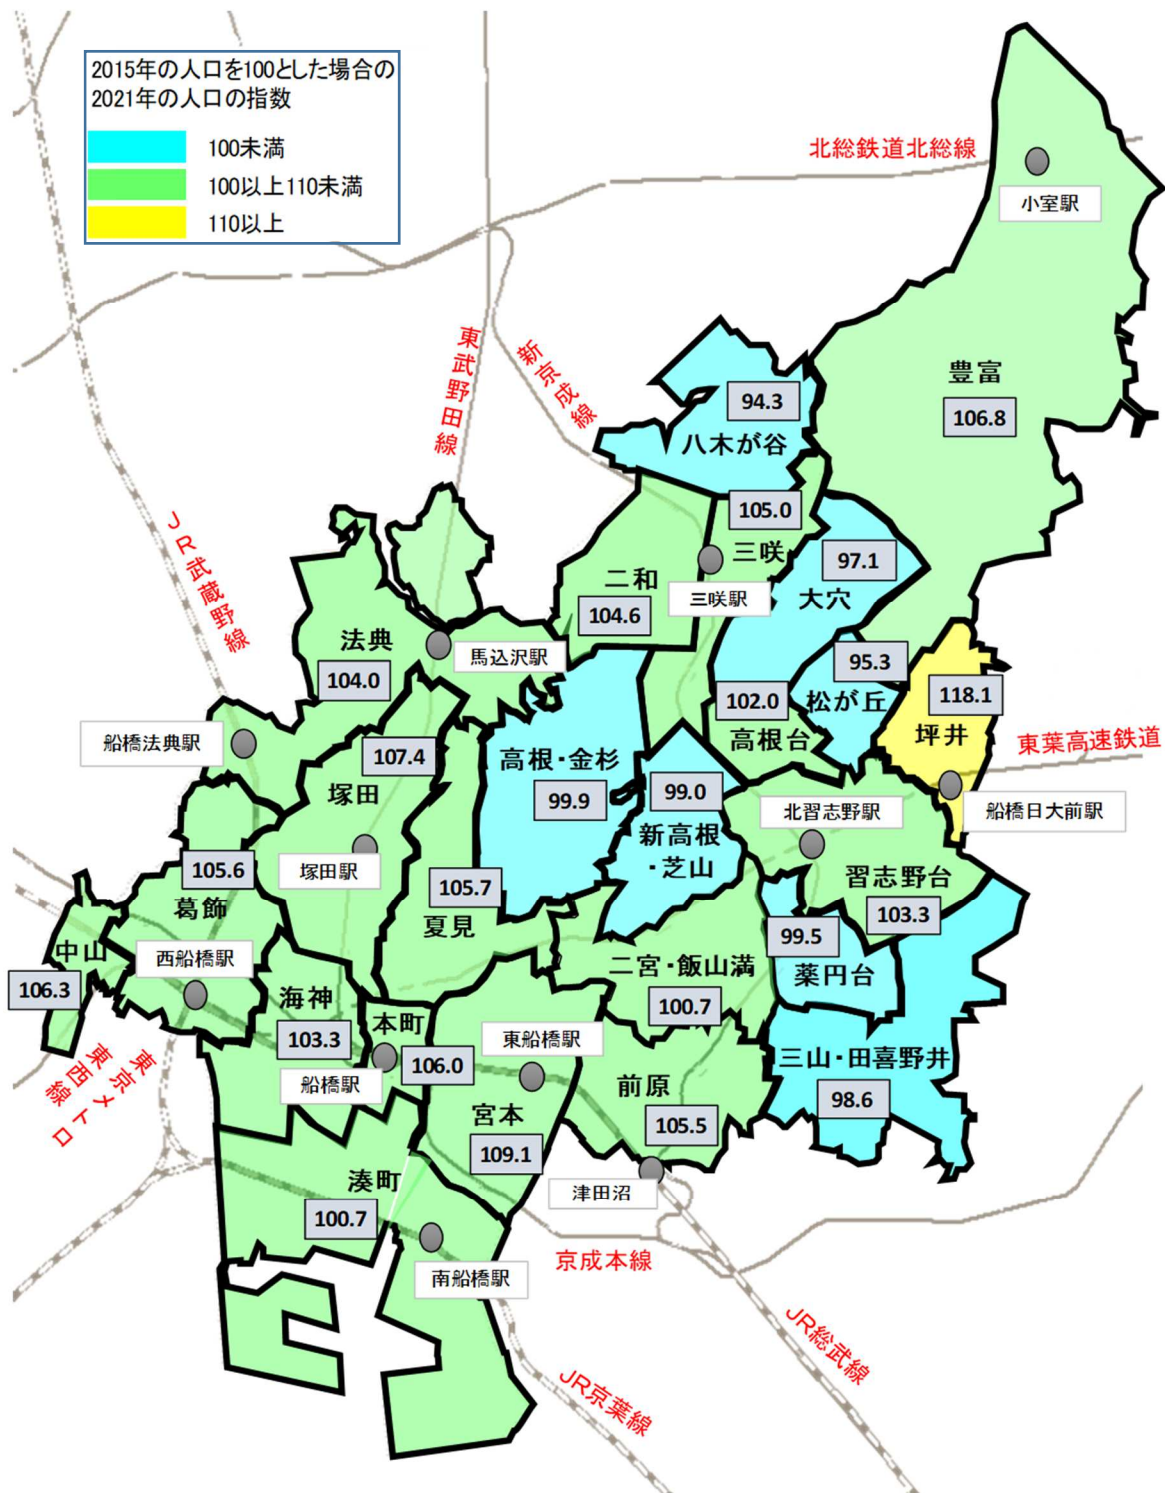 2015年の人口を100とした場合の
2021年の人口の指数
100未満
100以上110未満
110以上
北総鉄道北総線
小室駅
東武野田線
新京成線
豊富
106.8
94.3
八木が谷
105.0
三咲
97.1
大穴
JR武蔵野線
二和
104.6
三咲駅
法典
104.0
馬込沢駅
95.3
松が丘
118.1
坪井
102.0
高根台
東葉高速鉄道
船橋法典駅
107.4
塚田
高根・金杉
99.9
99.0
新高根
・芝山
北習志野駅
船橋日大前駅
105.6
葛飾
塚田駅
105.7
夏見
習志野台
103.3
中山
106.3
西船橋駅
99.5
薬円台
二宮・飯山満
100.7
海神
103.3
本町
106.0
船橋駅
東船橋駅
三山・田喜野井
98.6
前原
105.5
宮本
109.1
東京メトロ
東西線
湊町
100.7
津田沼
南船橋駅
京成本線
JR総武線
JR京葉線